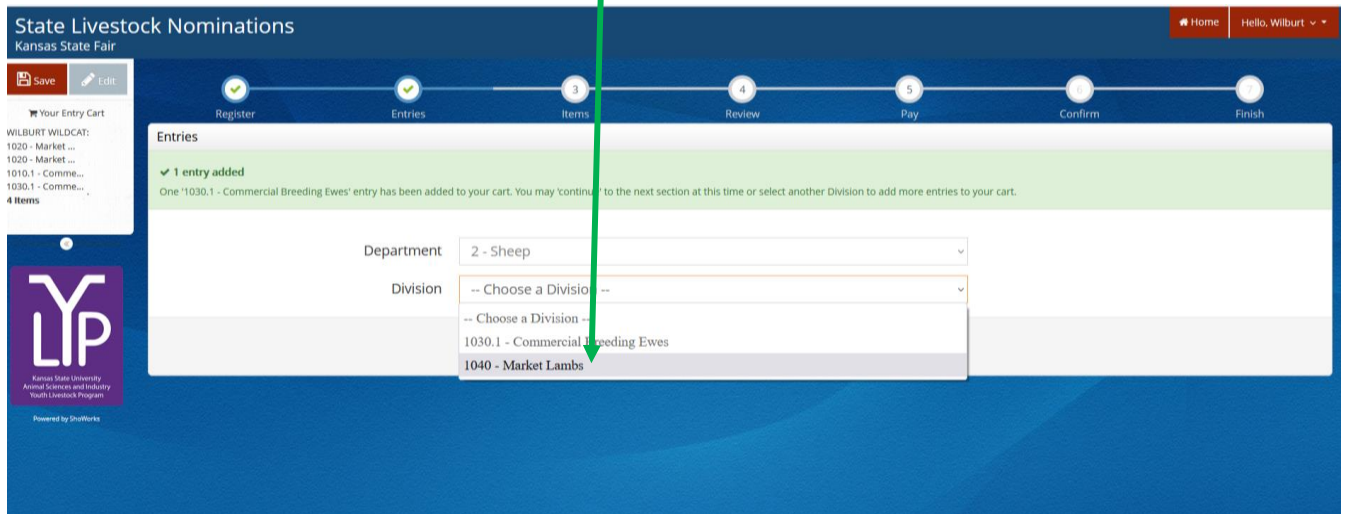 State Livestock Nominations
Kansas State Fair
Home
Hello, Wilburt
Save
Edit
Your Entry Cart
WILBURT WILDCAT:
1020 - Market ...
1020 - Market ...
1010.1 - Comme...
1030.1 - Comme...
4 Items
3
4
5
6
7
Register
Entries
Items
Review
Pay
Confirm
Finish
Entries
1 entry added
One '1030.1 - Commercial Breeding Ewes' entry has been added to your cart. You may 'continue' to the next section at this time or select another Division to add more entries to your cart.
Department
2 - Sheep
Division
-- Choose a Division --
-- Choose a Division --
1030.1 - Commercial Breeding Ewes
1040 - Market Lambs
YLP
Kansas State University
Animal Sciences and Industry
Youth Livestock Program
Powered by ShoWorks